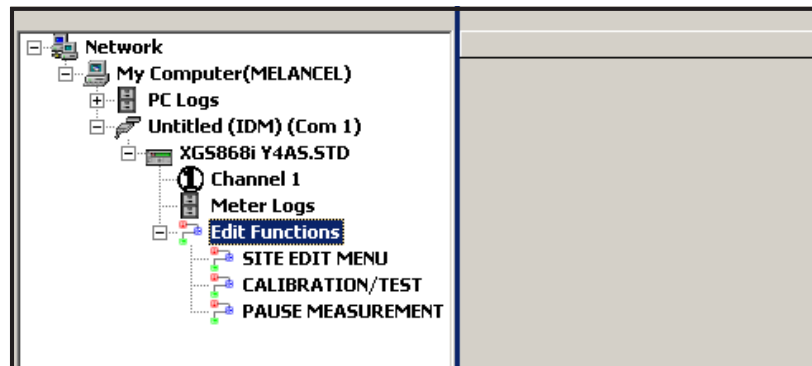 Network
My Computer(MELANCEL)
PC Logs
Untitled (IDM) (Com 1)
XGS868i Y4AS.STD
1 Channel 1
Meter Logs
Edit Functions
SITE EDIT MENU
CALIBRATION/TEST
PAUSE MEASUREMENT